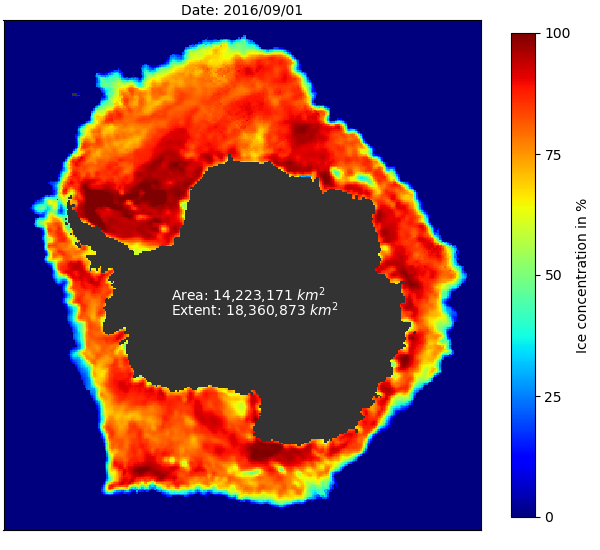 Date: 2016/09/01
100
75
50
25
0
Ice concentration in %
Area: 14,223,171 km²
Extent: 18,360,873 km²